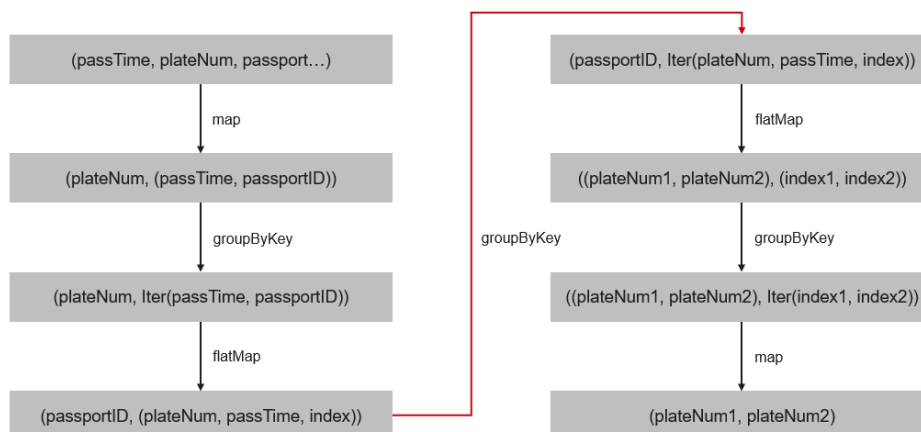 (passTime, plateNum, passport…)
map
(plateNum, (passTime, passportID))
groupByKey
(plateNum, Iter(passTime, passportID))
flatMap
(passportID, (plateNum, passTime, index))
groupByKey
(passportID, Iter(plateNum, passTime, index))
flatMap
((plateNum1, plateNum2), (index1, index2))
groupByKey
((plateNum1, plateNum2), Iter(index1, index2))
map
(plateNum1, plateNum2)